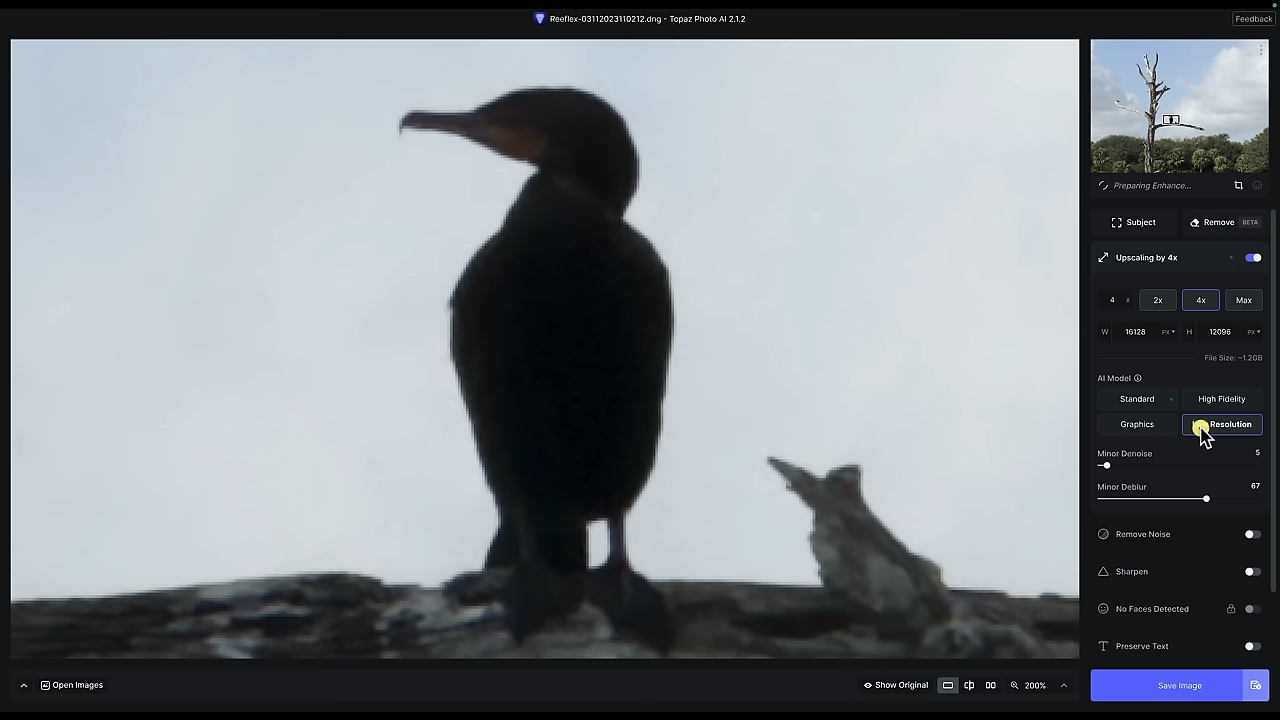 Reeflex-03112023110212.dng - Topaz Photo AI 2.1.2
Feedback
Preparing Enhance...
Subject
Remove BETA
Upscaling by 4x
4 x 2x 4x Max
W 16128 PX H 12096 PX
File Size: ~1.2GB
AI Model
Standard High Fidelity
Graphics Resolution
Minor Denoise 5
Minor Deblur 67
Remove Noise
Sharpen
No Faces Detected
Preserve Text
Open Images
Show Original
200%
Save Image